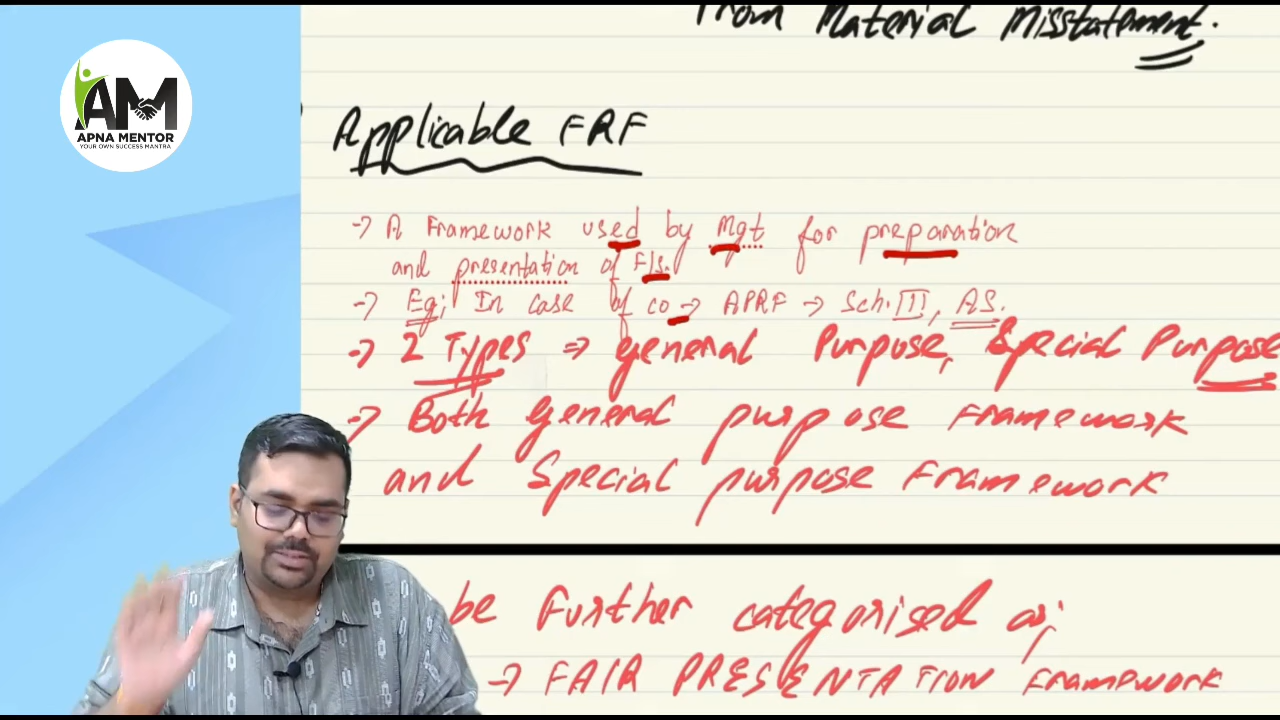 AM
APNA MENTOR
YOUR OWN SUCCESS MANTRA
From Material Misstatement.
Applicable FRF
-> A Framework used by Mgt for preparation
and presentation of F/s.
-> Eg; In case of co -> APRF -> Sch. III, AS.
-> 2 Types => General Purpose, Special Purpose
-> Both General purpose Framework
and Special purpose Framework
be Further categorised as;
-> FAIR PRESENTATION Framework